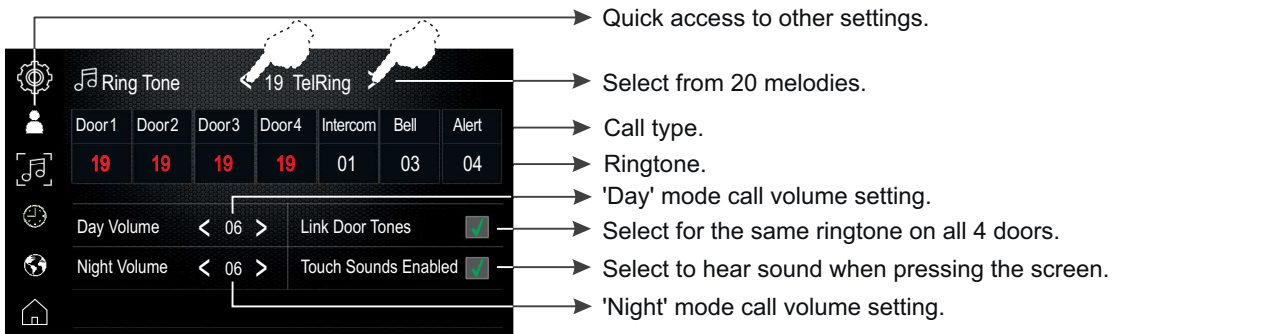 Quick access to other settings.
Ring Tone < 19 TelRing >
Select from 20 melodies.
Door1 Door2 Door3 Door4 Intercom Bell Alert
Call type.
19 19 19 19 01 03 04
Ringtone.
'Day' mode call volume setting.
Day Volume < 06 > Link Door Tones
Select for the same ringtone on all 4 doors.
Night Volume < 06 > Touch Sounds Enabled
Select to hear sound when pressing the screen.
'Night' mode call volume setting.